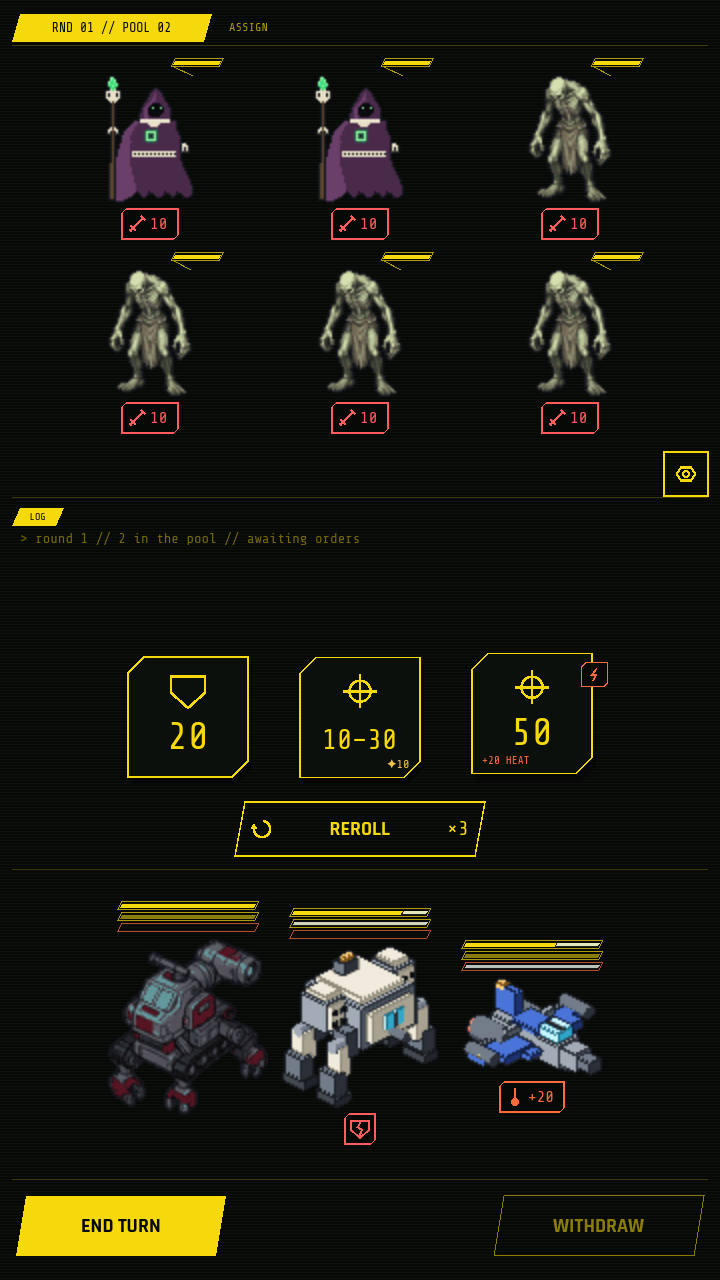 RND 01 // POOL 02
ASSIGN
10 10 10
10 10 10
LOG
> round 1 // 2 in the pool // awaiting orders
20 10–30 50
✦10 +20 HEAT
REROLL ×3
+20
END TURN WITHDRAW